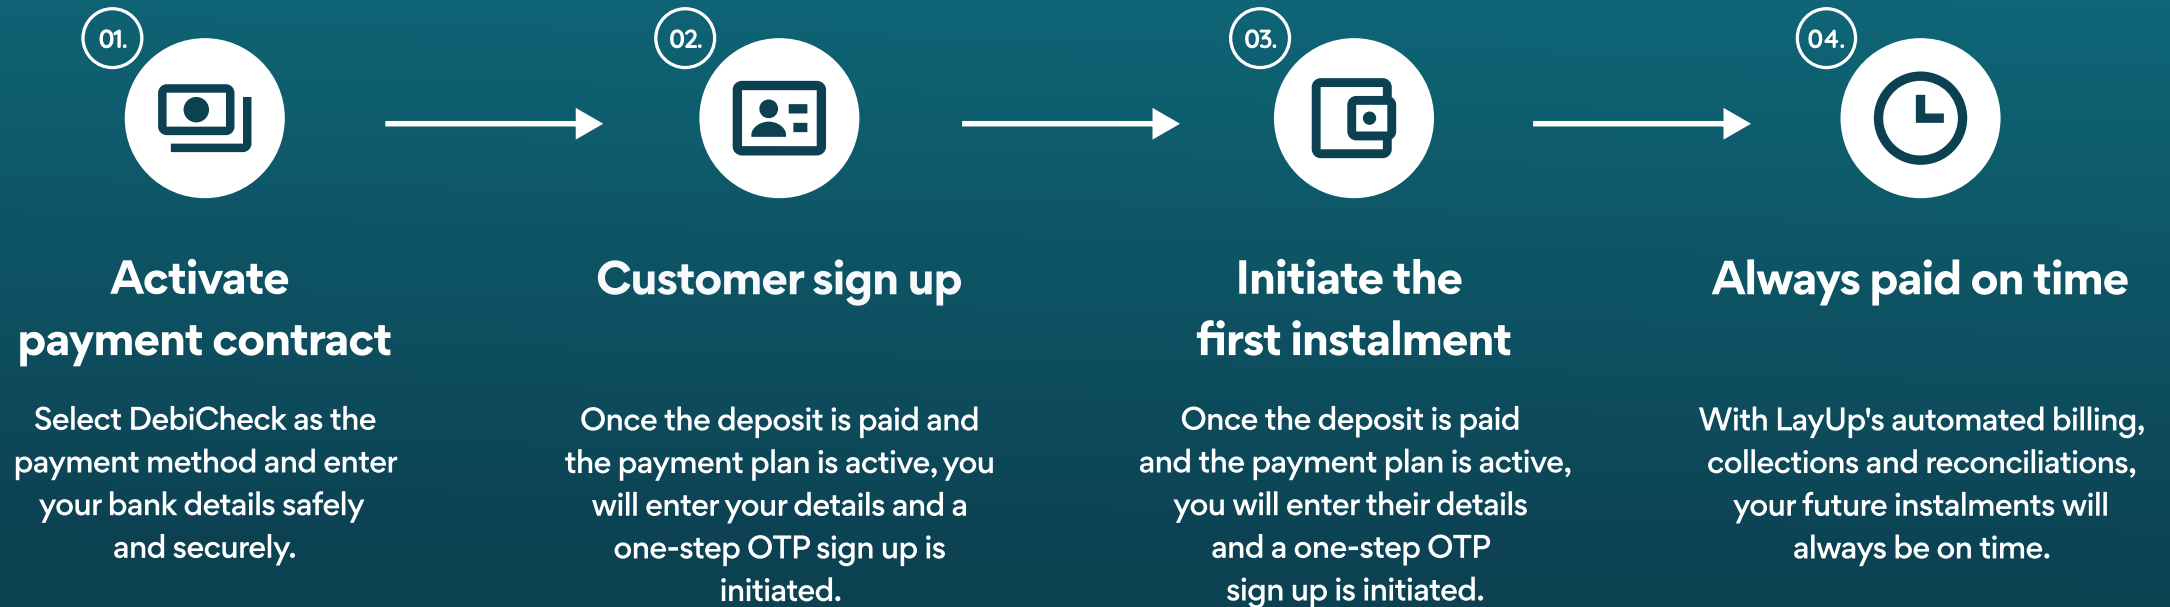 01.
Activate
payment contract
Select DebiCheck as the
payment method and enter
your bank details safely
and securely.
02.
Customer sign up
Once the deposit is paid and
the payment plan is active, you
will enter your details and a
one-step OTP sign up is
initiated.
03.
Initiate the
first instalment
Once the deposit is paid
and the payment plan is active,
you will enter their details
and a one-step OTP
sign up is initiated.
04.
Always paid on time
With LayUp's automated billing,
collections and reconciliations,
your future instalments will
always be on time.